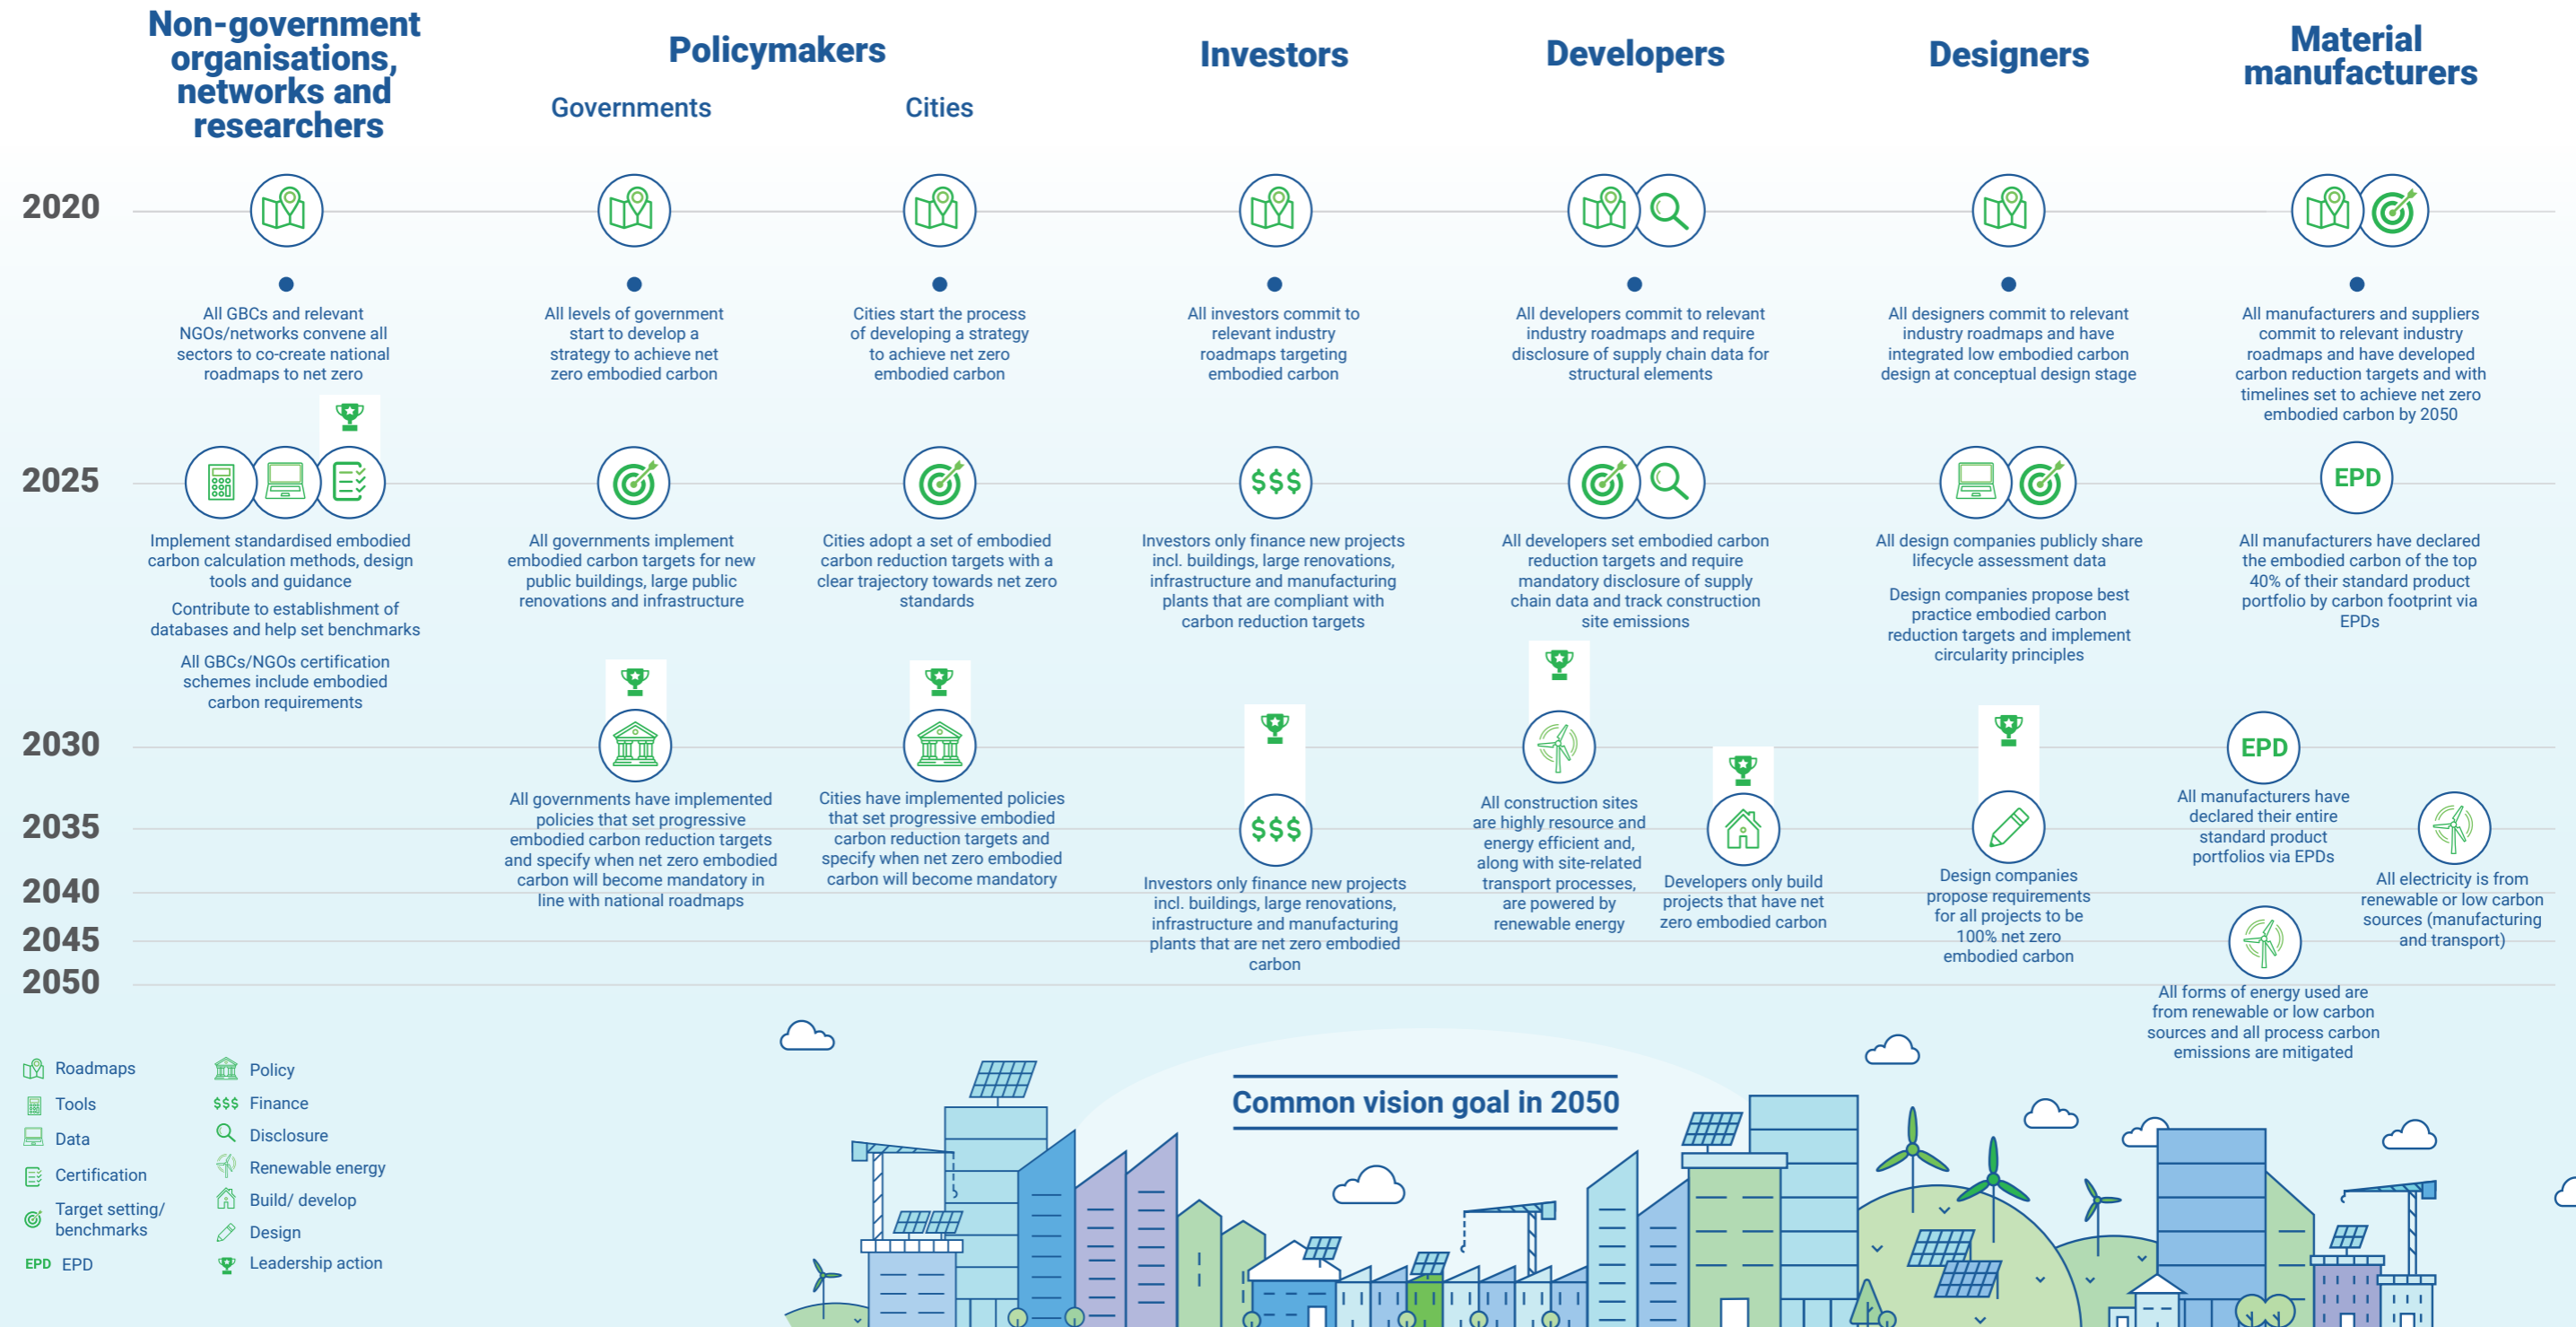 Non-government
organisations,
networks and
researchers
Policymakers
Governments
Cities
Investors
Developers
Designers
Material
manufacturers
2020
All GBCs and relevant
NGOs/networks convene all
sectors to co-create national
roadmaps to net zero
All levels of government
start to develop a
strategy to achieve net
zero embodied carbon
Cities start the process
of developing a strategy
to achieve net zero
embodied carbon
All investors commit to
relevant industry
roadmaps targeting
embodied carbon
All developers commit to relevant
industry roadmaps and require
disclosure of supply chain data for
structural elements
All designers commit to relevant
industry roadmaps and have
integrated low embodied carbon
design at conceptual design stage
All manufacturers and suppliers
commit to relevant industry
roadmaps and have developed
carbon reduction targets and with
timelines set to achieve net zero
embodied carbon by 2050
2025
$$$
EPD
Implement standardised embodied
carbon calculation methods, design
tools and guidance
Contribute to establishment of
databases and help set benchmarks
All GBCs/NGOs certification
schemes include embodied
carbon requirements
All governments implement
embodied carbon targets for new
public buildings, large public
renovations and infrastructure
Cities adopt a set of embodied
carbon reduction targets with a
clear trajectory towards net zero
standards
Investors only finance new projects
incl. buildings, large renovations,
infrastructure and manufacturing
plants that are compliant with
carbon reduction targets
All developers set embodied carbon
reduction targets and require
mandatory disclosure of supply
chain data and track construction
site emissions
All design companies publicly share
lifecycle assessment data
Design companies propose best
practice embodied carbon
reduction targets and implement
circularity principles
All manufacturers have declared
the embodied carbon of the top
40% of their standard product
portfolio by carbon footprint via
EPDs
2030
EPD
2035
$$$
2040
2045
2050
All governments have implemented
policies that set progressive
embodied carbon reduction targets
and specify when net zero embodied
carbon will become mandatory in
line with national roadmaps
Cities have implemented policies
that set progressive embodied
carbon reduction targets and
specify when net zero embodied
carbon will become mandatory
Investors only finance new projects
incl. buildings, large renovations,
infrastructure and manufacturing
plants that are net zero embodied
carbon
All construction sites
are highly resource and
energy efficient and,
along with site-related
transport processes,
are powered by
renewable energy
Developers only build
projects that have net
zero embodied carbon
Design companies
propose requirements
for all projects to be
100% net zero
embodied carbon
All manufacturers have
declared their entire
standard product
portfolios via EPDs
All electricity is from
renewable or low carbon
sources (manufacturing
and transport)
All forms of energy used are
from renewable or low carbon
sources and all process carbon
emissions are mitigated
Roadmaps
Tools
Data
Certification
Target setting/
benchmarks
EPD EPD
Policy
$$$ Finance
Disclosure
Renewable energy
Build/ develop
Design
Leadership action
Common vision goal in 2050